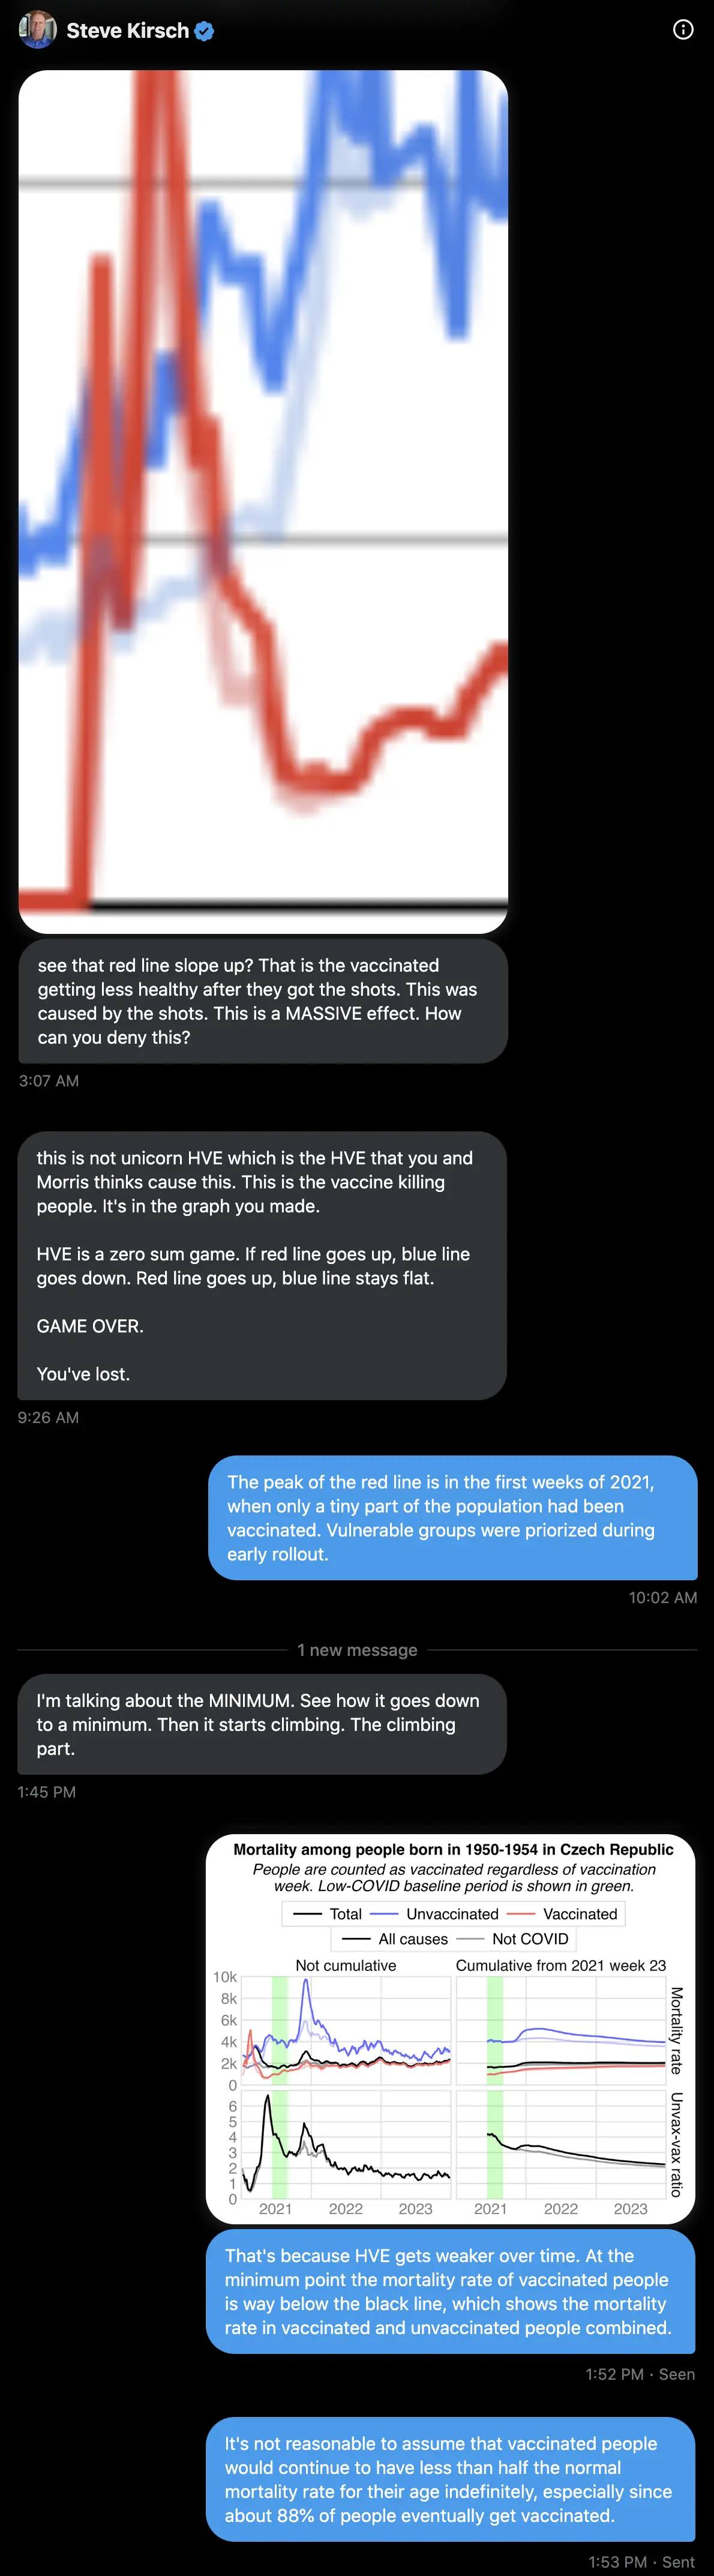 Steve Kirsch
see that red line slope up? That is the vaccinated
getting less healthy after they got the shots. This was
caused by the shots. This is a MASSIVE effect. How
can you deny this?
3:07 AM
this is not unicorn HVE which is the HVE that you and
Morris thinks cause this. This is the vaccine killing
people. It's in the graph you made.
HVE is a zero sum game. If red line goes up, blue line
goes down. Red line goes up, blue line stays flat.
GAME OVER.
You've lost.
9:26 AM
The peak of the red line is in the first weeks of 2021,
when only a tiny part of the population had been
vaccinated. Vulnerable groups were priorized during
early rollout.
10:02 AM
1 new message
I'm talking about the MINIMUM. See how it goes down
to a minimum. Then it starts climbing. The climbing
part.
1:45 PM
Mortality among people born in 1950-1954 in Czech Republic
People are counted as vaccinated regardless of vaccination
week. Low-COVID baseline period is shown in green.
Total Unvaccinated Vaccinated
All causes Not COVID
Not cumulative Cumulative from 2021 week 23
10k
8k
6k
4k
2k
0
Mortality rate
6
5
4
3
2
1
0
Unvax-vax ratio
2021 2022 2023 2021 2022 2023
That's because HVE gets weaker over time. At the
minimum point the mortality rate of vaccinated people
is way below the black line, which shows the mortality
rate in vaccinated and unvaccinated people combined.
1:52 PM · Seen
It's not reasonable to assume that vaccinated people
would continue to have less than half the normal
mortality rate for their age indefinitely, especially since
about 88% of people eventually get vaccinated.
1:53 PM · Sent